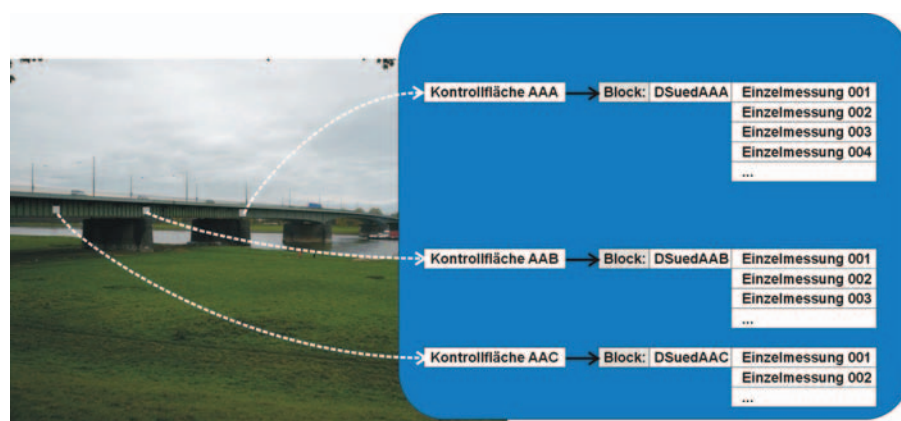 Kontrollfläche AAA Block: DSuedAAA Einzelmessung 001
Einzelmessung 002
Einzelmessung 003
Einzelmessung 004
...
Kontrollfläche AAB Block: DSuedAAB Einzelmessung 001
Einzelmessung 002
Einzelmessung 003
...
Kontrollfläche AAC Block: DSuedAAC Einzelmessung 001
Einzelmessung 002
...